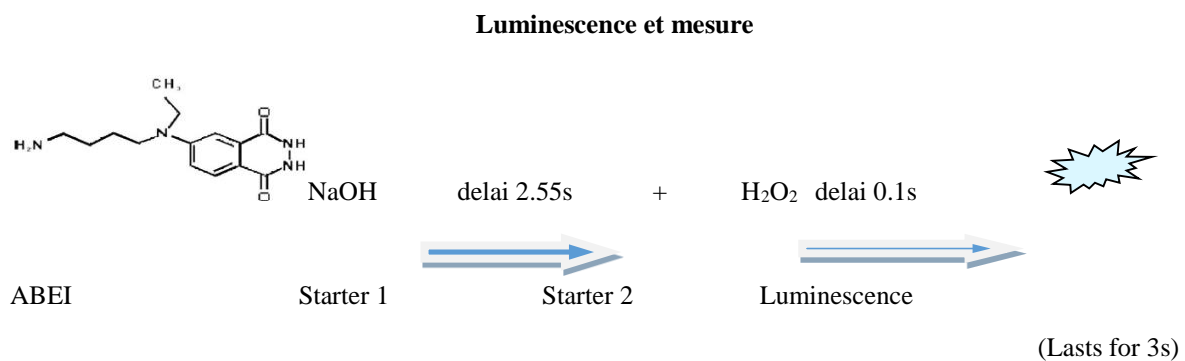 Luminescence et mesure
CH₃
N
H₂N
O
NH
NH
O
NaOH delai 2.55s + H₂O₂ delai 0.1s
ABEI Starter 1 Starter 2 Luminescence
(Lasts for 3s)